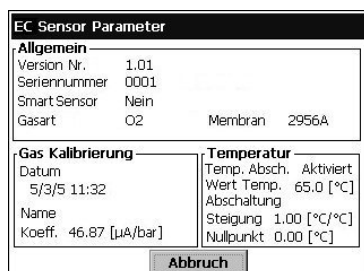 EC Sensor Parameter
Allgemein
Version Nr. 1.01
Seriennummer 0001
Smart Sensor Nein
Gasart O2 Membran 2956A
Gas Kalibrierung
Datum
5/3/5 11:32
Name
Koeff. 46.87 [µA/bar]
Temperatur
Temp. Absch. Aktiviert
Wert Temp. 65.0 [°C]
Abschaltung
Steigung 1.00 [°C/°C]
Nullpunkt 0.00 [°C]
Abbruch